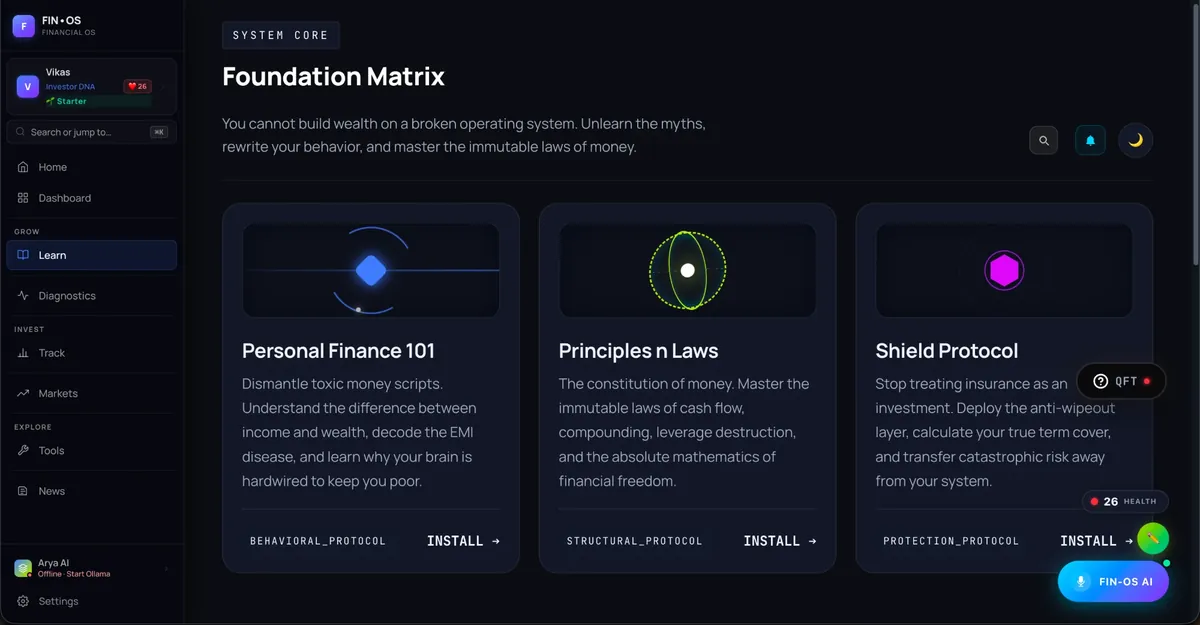 F
FIN•OS
FINANCIAL OS
V
Vikas
Investor DNA
26
Starter
Search or jump to...
⌘K
Home
Dashboard
GROW
Learn
Diagnostics
INVEST
Track
Markets
EXPLORE
Tools
News
Arya AI
Offline · Start Ollama
Settings
SYSTEM CORE
Foundation Matrix
You cannot build wealth on a broken operating system. Unlearn the myths,
rewrite your behavior, and master the immutable laws of money.
Personal Finance 101
Dismantle toxic money scripts.
Understand the difference between
income and wealth, decode the EMI
disease, and learn why your brain is
hardwired to keep you poor.
BEHAVIORAL_PROTOCOL
INSTALL →
Principles n Laws
The constitution of money. Master the
immutable laws of cash flow,
compounding, leverage destruction,
and the absolute mathematics of
financial freedom.
STRUCTURAL_PROTOCOL
INSTALL →
Shield Protocol
Stop treating insurance as an
investment. Deploy the anti-wipeout
layer, calculate your true term cover,
and transfer catastrophic risk away
from your system.
PROTECTION_PROTOCOL
INSTALL →
QFT
26 HEALTH
FIN-OS AI